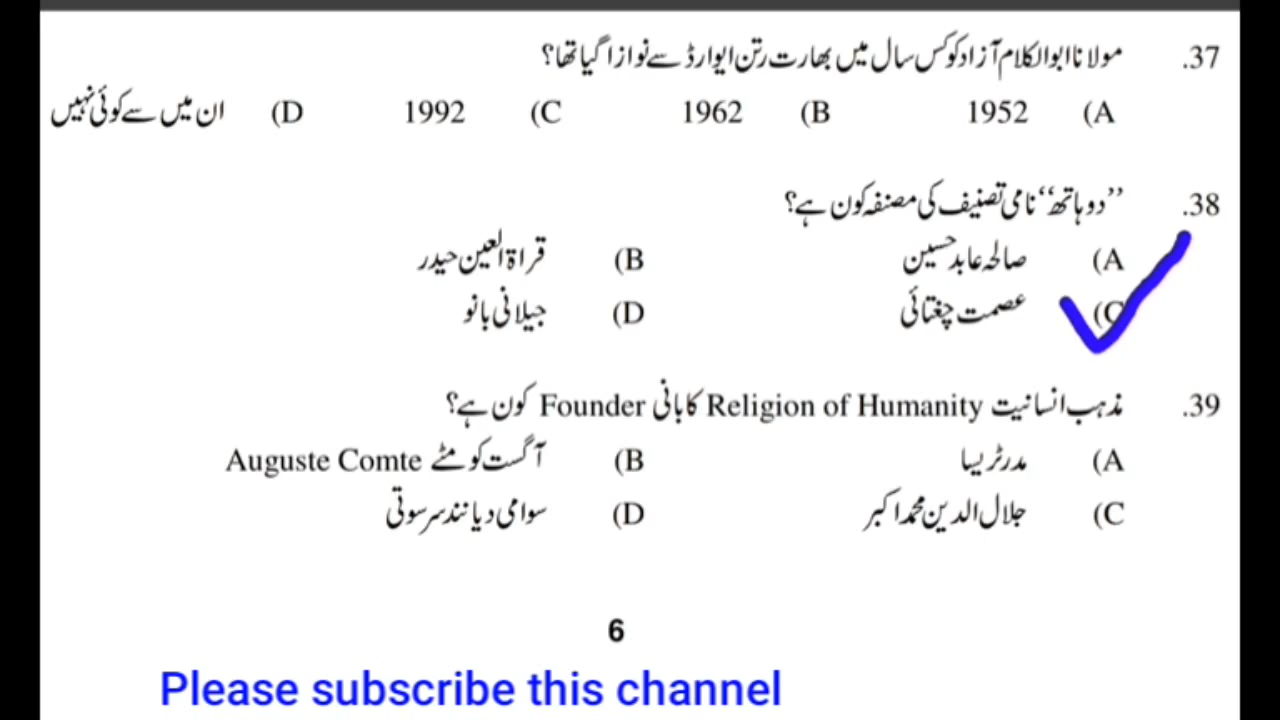 37. مولانا ابوالکلام آزاد کو کس سال میں بھارت رتن ایوارڈ سے نوازا گیا تھا؟
(A 1952 (B 1962 (C 1992 (D ان میں سے کوئی نہیں
38. ’’دو ہاتھ‘‘ نامی تصنیف کی مصنفہ کون ہے؟
(A صالحہ عابد حسین (B قراۃ العین حیدر
(C عصمت چغتائی (D جیلانی بانو
39. مذہب انسانیت Religion of Humanity کا بانی Founder کون ہے؟
(A مدر ٹریسا (B آگست کومٹے Auguste Comte
(C جلال الدین محمد اکبر (D سوامی دیانند سرسوتی
6
Please subscribe this channel